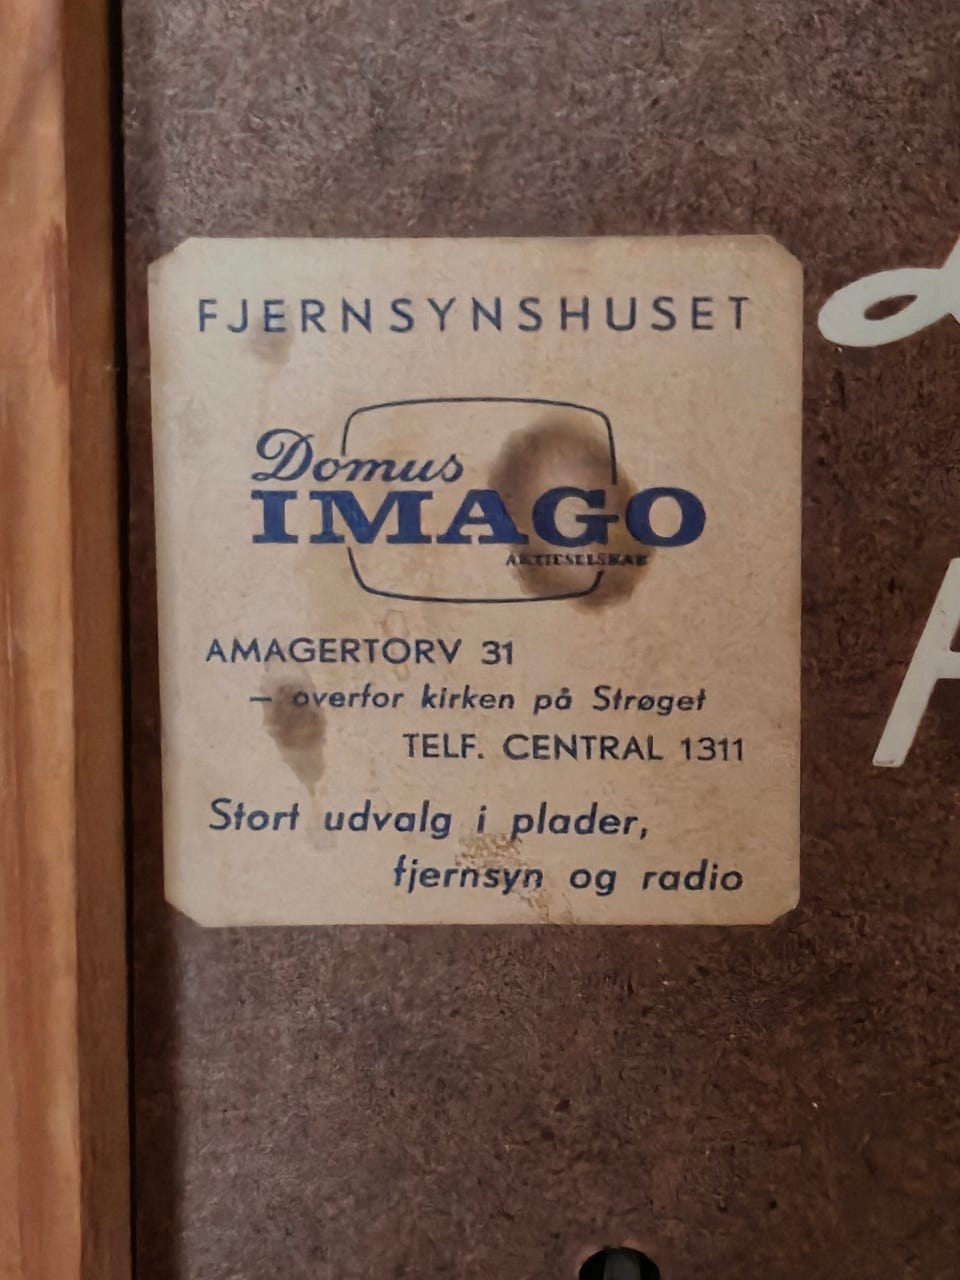 FJERNSYNSHUSET
Domus
IMAGO
AKTIESELSKAB
AMAGERTORV 31
– overfor kirken på Strøget
TELF. CENTRAL 1311
Stort udvalg i plader,
fjernsyn og radio